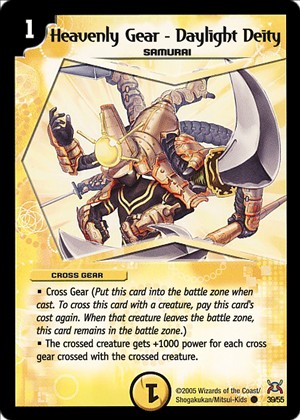 1
Heavenly Gear - Daylight Deity
SAMURAI
CROSS GEAR
▪ Cross Gear (Put this card into the battle zone when
cast. To cross this card with a creature, pay this card's
cost again. When that creature leaves the battle zone,
this card remains in the battle zone.)
▪ The crossed creature gets +1000 power for each cross
gear crossed with the crossed creature.
1
©2005 Wizards of the Coast/
Shogakukan/Mitsui-Kids ● 39/55